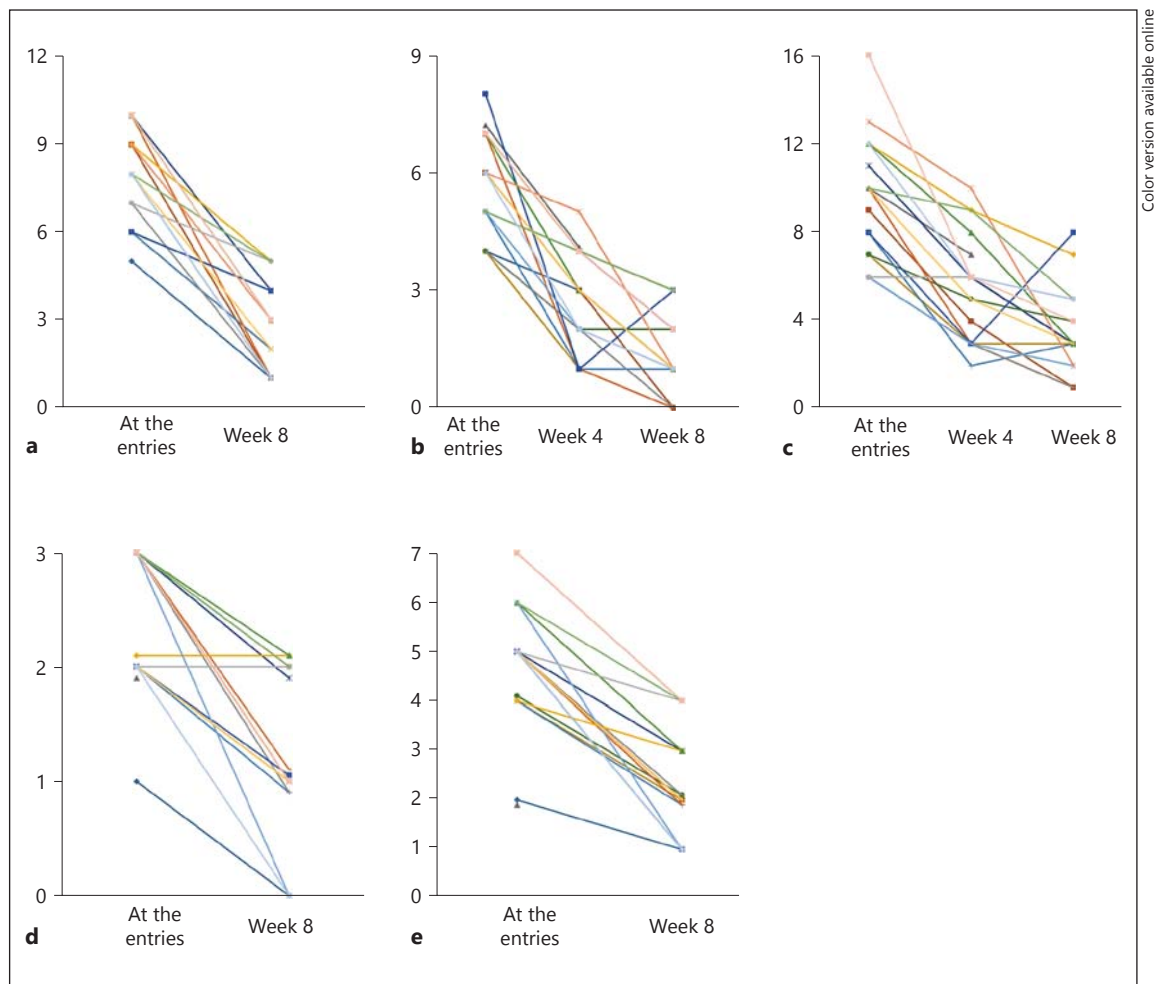 Color version available online
12
9
6
3
0
At the
entries
Week 8
a
9
6
3
0
At the
entries
Week 4
Week 8
b
16
12
8
4
0
At the
entries
Week 4
Week 8
c
3
2
1
0
At the
entries
Week 8
d
7
6
5
4
3
2
1
0
At the
entries
Week 8
e